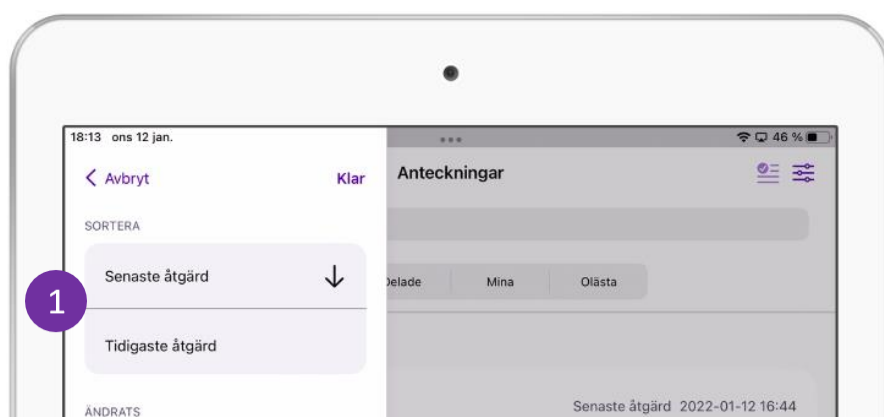 18:13 ons 12 jan.
46 %
Avbryt
Klar
Anteckningar
SORTERA
Senaste åtgärd
Mina
Olästa
1
Tidigaste åtgärd
ÄNDRATS
Senaste åtgärd 2022-01-12 16:44